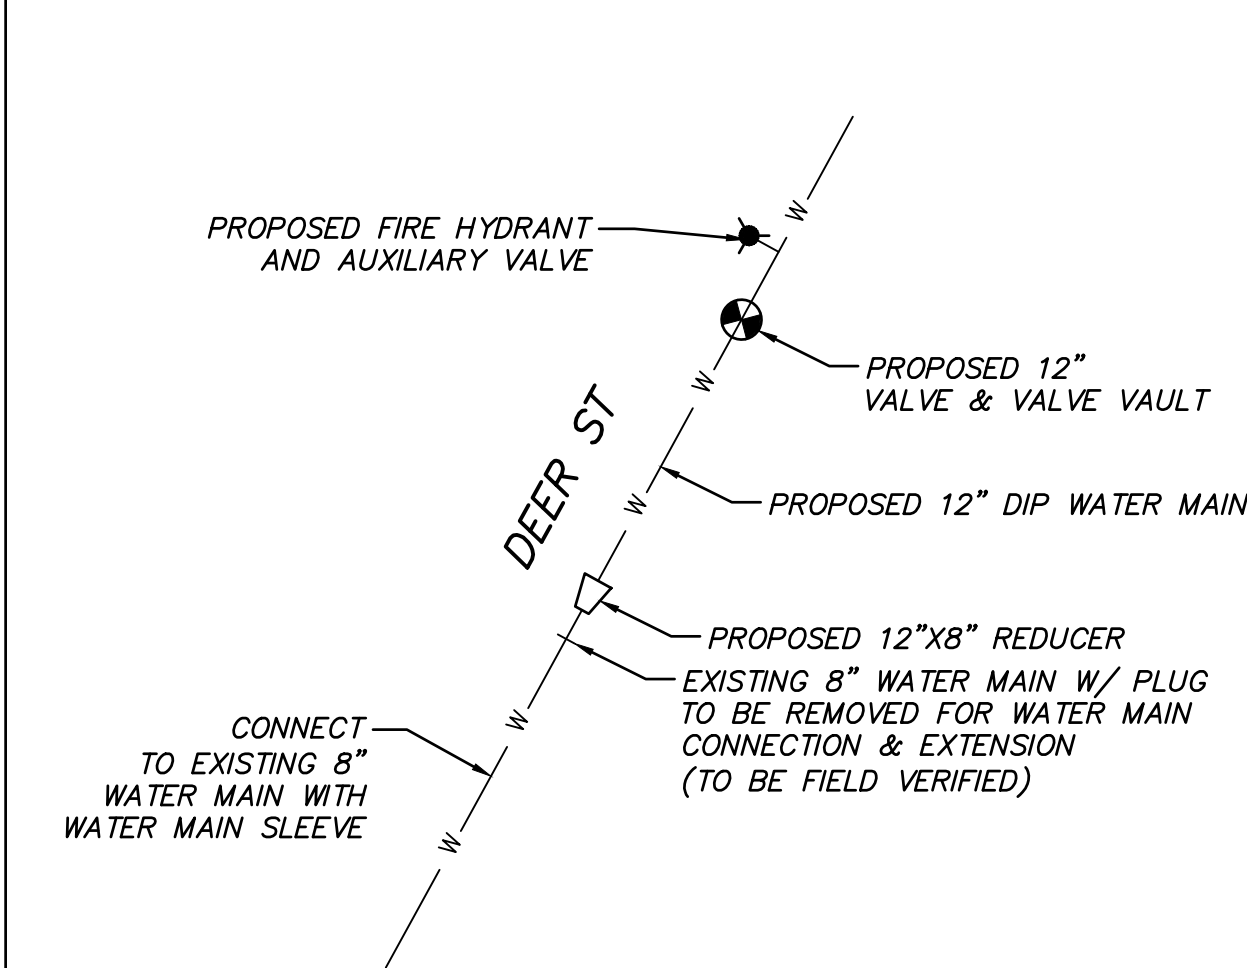 W
PROPOSED FIRE HYDRANT
AND AUXILIARY VALVE
PROPOSED 12”
VALVE & VALVE VAULT
W
DEER ST
W
PROPOSED 12” DIP WATER MAIN
PROPOSED 12”X8” REDUCER
EXISTING 8” WATER MAIN W/ PLUG
TO BE REMOVED FOR WATER MAIN
CONNECTION & EXTENSION
(TO BE FIELD VERIFIED)
W
CONNECT
TO EXISTING 8”
WATER MAIN WITH
WATER MAIN SLEEVE
W